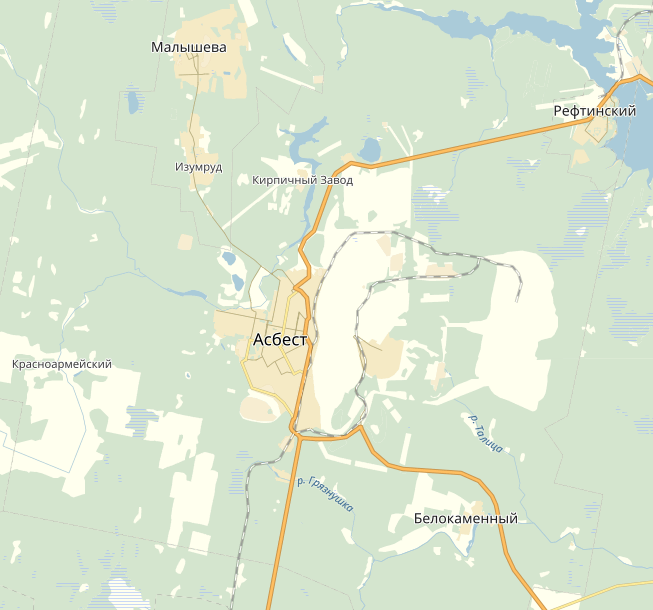 Малышева
Рефтинский
Изумруд
Кирпичный Завод
Асбест
Красноармейский
р. Талица
р. Грязнушка
Белокаменный